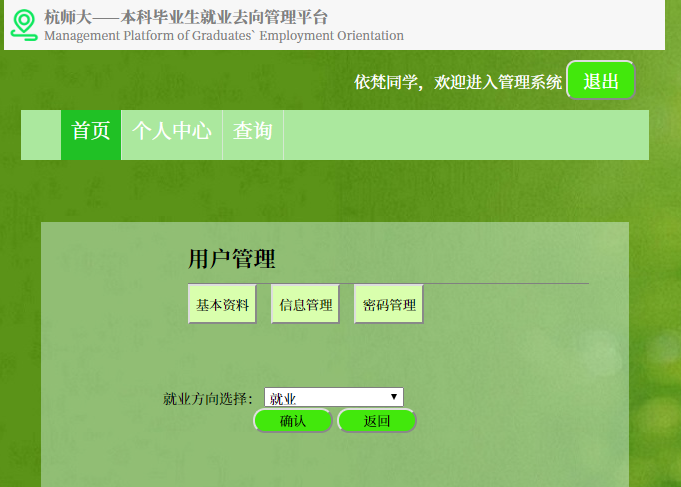 杭师大——本科毕业生就业去向管理平台
Management Platform of Graduates` Employment Orientation
依梵同学，欢迎进入管理系统 退出
首页 个人中心 查询
用户管理
基本资料 信息管理 密码管理
就业方向选择： 就业
确认 返回